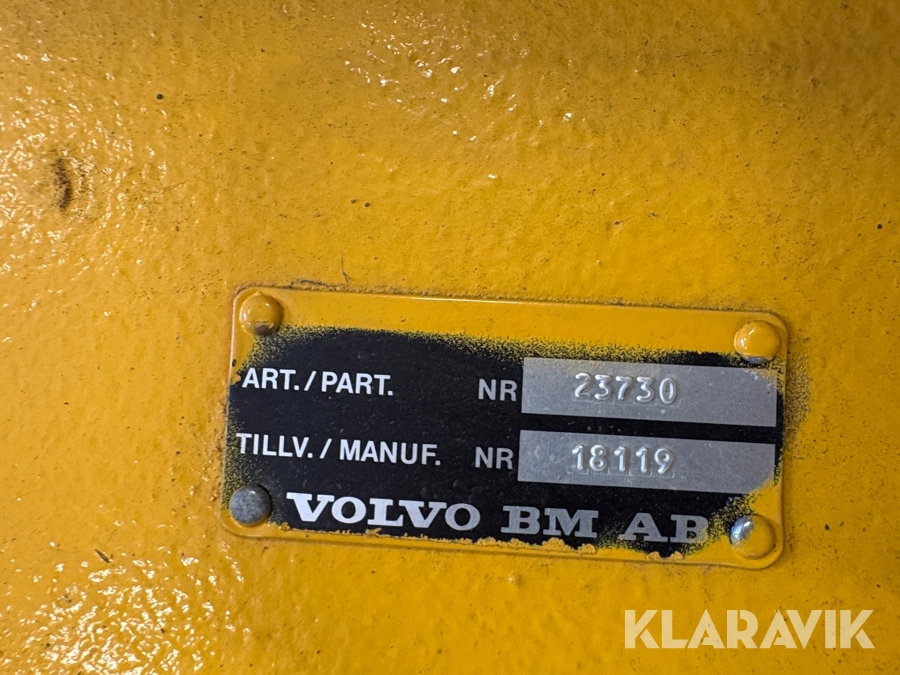 ART./PART. NR 23730
TILLV./MANUF. NR 18119
VOLVO BM AB
KLARAVIK